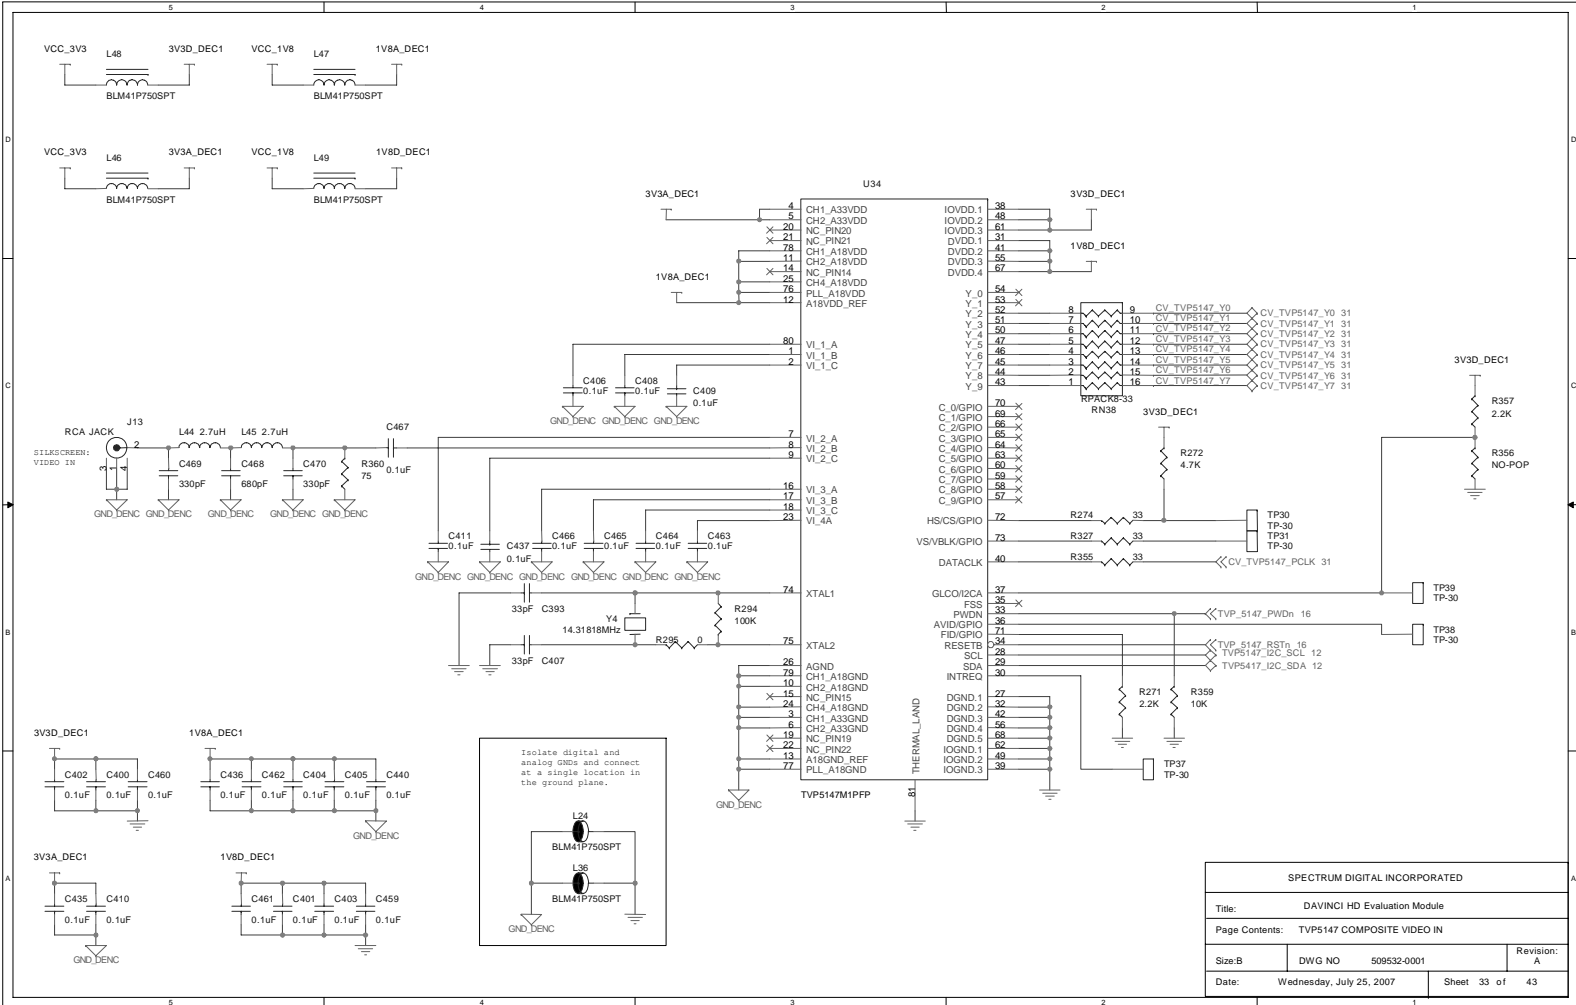 5 4 3 2 1
D
C
B
A
VCC_3V3 L48 3V3D_DEC1
BLM41P750SPT
VCC_1V8 L47 1V8A_DEC1
BLM41P750SPT
VCC_3V3 L46 3V3A_DEC1
BLM41P750SPT
VCC_1V8 L49 1V8D_DEC1
BLM41P750SPT
U34
3V3A_DEC1
1V8A_DEC1
4 CH1_A33VDD
5 CH2_A33VDD
20 NC_PIN20
21 NC_PIN21
78 CH1_A18VDD
11 CH2_A18VDD
14 NC_PIN14
25 CH4_A18VDD
76 PLL_A18VDD
12 A18VDD_REF
80 VI_1_A
1 VI_1_B
2 VI_1_C
7 VI_2_A
8 VI_2_B
9 VI_2_C
16 VI_3_A
17 VI_3_B
18 VI_3_C
23 VI_4A
74 XTAL1
75 XTAL2
26 AGND
79 CH1_A18GND
10 CH2_A18GND
15 NC_PIN15
24 CH4_A18GND
3 CH1_A33GND
6 CH2_A33GND
19 NC_PIN19
22 NC_PIN22
13 A18GND_REF
77 PLL_A18GND
GND_DENC
TVP5147M1PFP
THERMAL_LAND
81
IOVDD.1 38
IOVDD.2 48
IOVDD.3 61
DVDD.1 31
DVDD.2 41
DVDD.3 55
DVDD.4 67
3V3D_DEC1
1V8D_DEC1
Y_0 54
Y_1 53
Y_2 52 8 9 CV_TVP5147_Y0 CV_TVP5147_Y0 31
Y_3 51 7 10 CV_TVP5147_Y1 CV_TVP5147_Y1 31
Y_4 50 6 11 CV_TVP5147_Y2 CV_TVP5147_Y2 31
Y_5 47 5 12 CV_TVP5147_Y3 CV_TVP5147_Y3 31
Y_6 46 4 13 CV_TVP5147_Y4 CV_TVP5147_Y4 31
Y_7 45 3 14 CV_TVP5147_Y5 CV_TVP5147_Y5 31
Y_8 44 2 15 CV_TVP5147_Y6 CV_TVP5147_Y6 31
Y_9 43 1 16 CV_TVP5147_Y7 CV_TVP5147_Y7 31
RPACK8-33
RN38
C_0/GPIO 70
C_1/GPIO 69
C_2/GPIO 66
C_3/GPIO 65
C_4/GPIO 64
C_5/GPIO 63
C_6/GPIO 60
C_7/GPIO 59
C_8/GPIO 58
C_9/GPIO 57
3V3D_DEC1
R272
4.7K
3V3D_DEC1
R357
2.2K
R356
NO-POP
HS/CS/GPIO 72 R274 33 TP30
TP-30
VS/VBLK/GPIO 73 R327 33 TP31
TP-30
DATACLK 40 R355 33 CV_TVP5147_PCLK 31
GLCO/I2CA 37 TP39
TP-30
FSS 35
PWDN 33 TVP_5147_PWDn 16
AVID/GPIO 36 TP38
TP-30
FID/GPIO 71
RESETB 34 TVP_5147_RSTn 16
SCL 28 TVP5147_I2C_SCL 12
SDA 29 TVP5417_I2C_SDA 12
INTREQ 30
R271
2.2K
R359
10K
DGND.1 27
DGND.2 32
DGND.3 42
DGND.4 56
DGND.5 68
IOGND.1 62
IOGND.2 49
IOGND.3 39
TP37
TP-30
C406
0.1uF
GND_DENC
C408
0.1uF
GND_DENC
C409
0.1uF
GND_DENC
SILKSCREEN:
VIDEO IN
RCA JACK
J13
2
3 1 4
GND_DENC
L44 2.7uH
L45 2.7uH
C467
0.1uF
C469
330pF
GND_DENC
C468
680pF
GND_DENC
C470
330pF
GND_DENC
R360
75
GND_DENC
C411
0.1uF
GND_DENC
C437
0.1uF
GND_DENC
C466
0.1uF
GND_DENC
C465
0.1uF
GND_DENC
C464
0.1uF
GND_DENC
C463
0.1uF
GND_DENC
33pF C393
Y4
14.31818MHz
R294
100K
R295 0
33pF C407
3V3D_DEC1
C402
0.1uF
C400
0.1uF
C460
0.1uF
1V8A_DEC1
C436
0.1uF
C462
0.1uF
C404
0.1uF
C405
0.1uF
C440
0.1uF
GND_DENC
3V3A_DEC1
C435
0.1uF
C410
0.1uF
GND_DENC
1V8D_DEC1
C461
0.1uF
C401
0.1uF
C403
0.1uF
C459
0.1uF
Isolate digital and
analog GNDs and connect
at a single location in
the ground plane.
L24
BLM41P750SPT
L36
BLM41P750SPT
GND_DENC
SPECTRUM DIGITAL INCORPORATED
Title: DAVINCI HD Evaluation Module
Page Contents: TVP5147 COMPOSITE VIDEO IN
Size:B DWG NO 509532-0001 Revision:
A
Date: Wednesday, July 25, 2007 Sheet 33 of 43
D
C
B
A
5 4 3 2 1